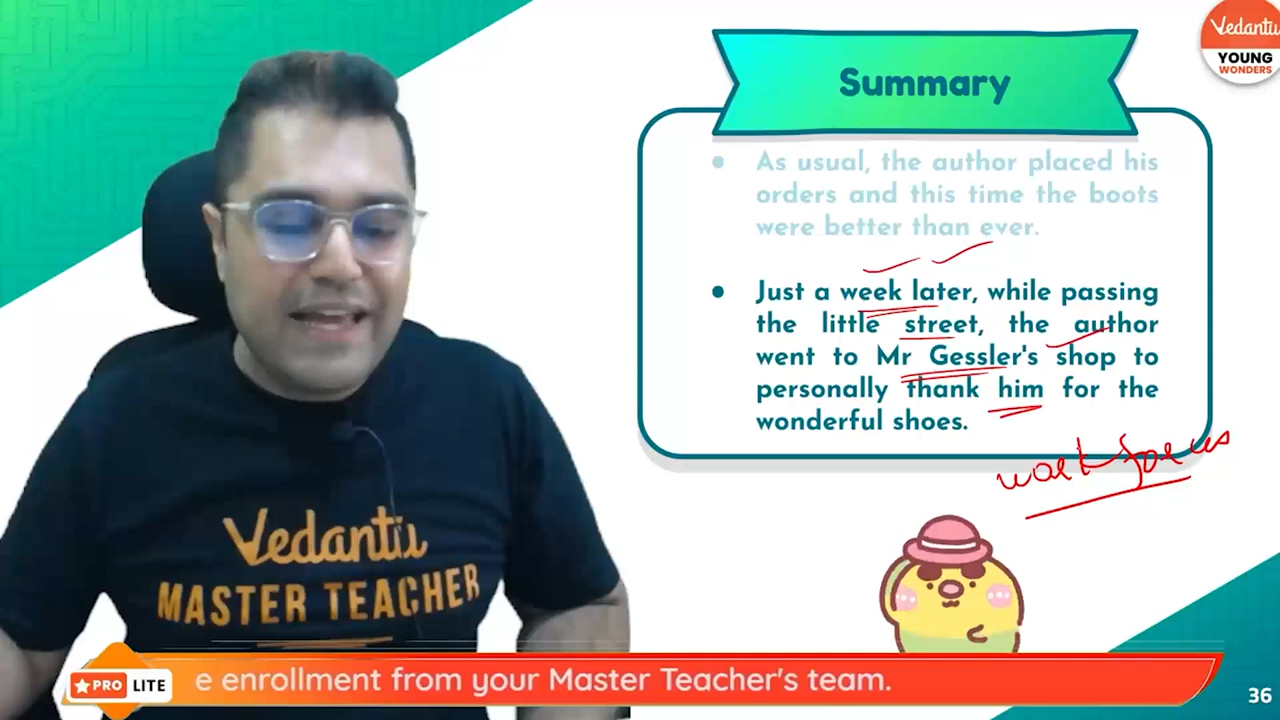 Vedantu
YOUNG
WONDERS
Summary
• As usual, the author placed his
orders and this time the boots
were better than ever.
• Just a week later, while passing
the little street, the author
went to Mr Gessler's shop to
personally thank him for the
wonderful shoes.
Vedantu
MASTER TEACHER
PRO LITE
e enrollment from your Master Teacher's team.
36